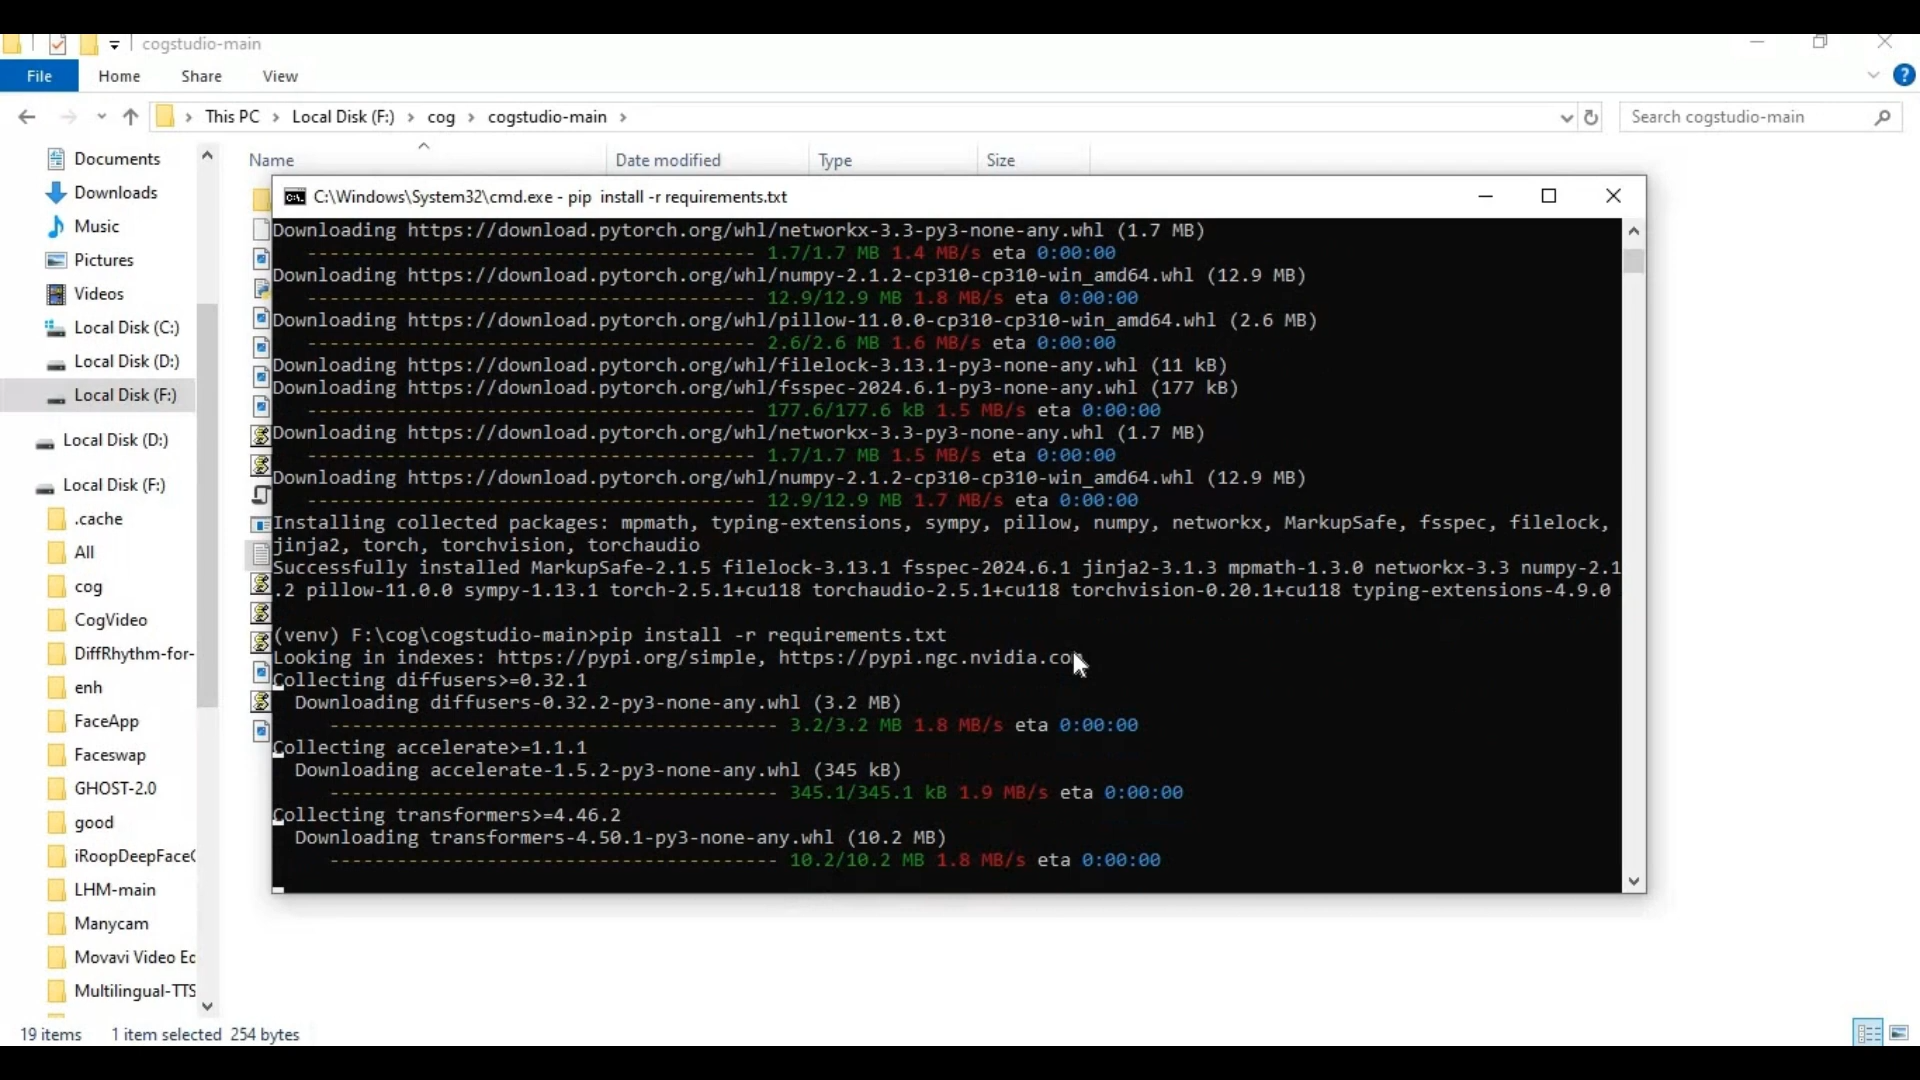 cogstudio-main
File
Home
Share
View
This PC
Local Disk (F:)
cog
cogstudio-main
Search cogstudio-main
Name
Date modified
Type
Size
Documents
Downloads
Music
Pictures
Videos
Local Disk (C:)
Local Disk (D:)
Local Disk (F:)
Local Disk (D:)
Local Disk (F:)
.cache
All
cog
CogVideo
DiffRhythm-for-
enh
FaceApp
Faceswap
GHOST-2.0
good
iRoopDeepFaceC
LHM-main
Manycam
Movavi Video Ed
Multilingual-TTS
C:\Windows\System32\cmd.exe - pip  install -r requirements.txt
Downloading https://download.pytorch.org/whl/networkx-3.3-py3-none-any.whl (1.7 MB)
---------------------------------------- 1.7/1.7 MB 1.4 MB/s eta 0:00:00
Downloading https://download.pytorch.org/whl/numpy-2.1.2-cp310-cp310-win_amd64.whl (12.9 MB)
---------------------------------------- 12.9/12.9 MB 1.8 MB/s eta 0:00:00
Downloading https://download.pytorch.org/whl/pillow-11.0.0-cp310-cp310-win_amd64.whl (2.6 MB)
---------------------------------------- 2.6/2.6 MB 1.6 MB/s eta 0:00:00
Downloading https://download.pytorch.org/whl/filelock-3.13.1-py3-none-any.whl (11 kB)
Downloading https://download.pytorch.org/whl/fsspec-2024.6.1-py3-none-any.whl (177 kB)
---------------------------------------- 177.6/177.6 kB 1.5 MB/s eta 0:00:00
Downloading https://download.pytorch.org/whl/networkx-3.3-py3-none-any.whl (1.7 MB)
---------------------------------------- 1.7/1.7 MB 1.5 MB/s eta 0:00:00
Downloading https://download.pytorch.org/whl/numpy-2.1.2-cp310-cp310-win_amd64.whl (12.9 MB)
---------------------------------------- 12.9/12.9 MB 1.7 MB/s eta 0:00:00
Installing collected packages: mpmath, typing-extensions, sympy, pillow, numpy, networkx, MarkupSafe, fsspec, filelock,
jinja2, torch, torchvision, torchaudio
Successfully installed MarkupSafe-2.1.5 filelock-3.13.1 fsspec-2024.6.1 jinja2-3.1.3 mpmath-1.3.0 networkx-3.3 numpy-2.1
.2 pillow-11.0.0 sympy-1.13.1 torch-2.5.1+cu118 torchaudio-2.5.1+cu118 torchvision-0.20.1+cu118 typing-extensions-4.9.0
(venv) F:\cog\cogstudio-main>pip install -r requirements.txt
Looking in indexes: https://pypi.org/simple, https://pypi.ngc.nvidia.com
Collecting diffusers>=0.32.1
Downloading diffusers-0.32.2-py3-none-any.whl (3.2 MB)
---------------------------------------- 3.2/3.2 MB 1.8 MB/s eta 0:00:00
Collecting accelerate>=1.1.1
Downloading accelerate-1.5.2-py3-none-any.whl (345 kB)
---------------------------------------- 345.1/345.1 kB 1.9 MB/s eta 0:00:00
Collecting transformers>=4.46.2
Downloading transformers-4.50.1-py3-none-any.whl (10.2 MB)
---------------------------------------- 10.2/10.2 MB 1.8 MB/s eta 0:00:00
19 items
1 item selected
254 bytes